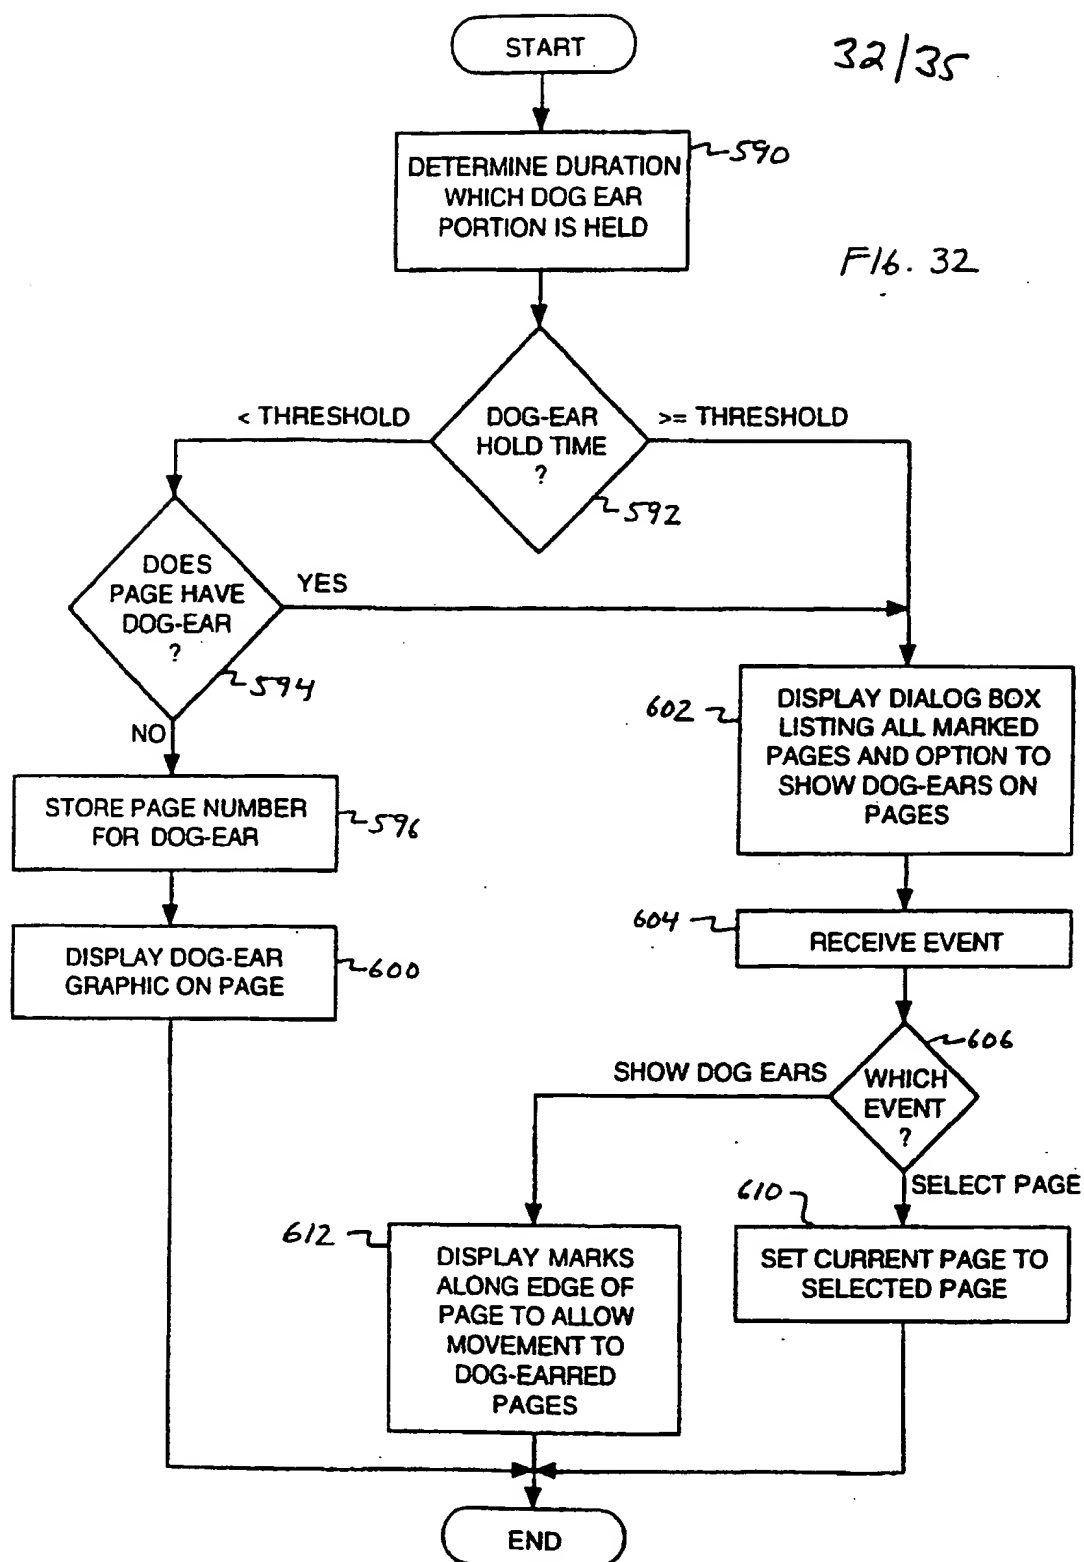 START
32/35
DETERMINE DURATION
WHICH DOG EAR
PORTION IS HELD
590
FIG. 32
< THRESHOLD
DOG-EAR
HOLD TIME
?
>= THRESHOLD
592
DOES
PAGE HAVE
DOG-EAR
?
YES
594
NO
STORE PAGE NUMBER
FOR DOG-EAR
596
DISPLAY DOG-EAR
GRAPHIC ON PAGE
600
602
DISPLAY DIALOG BOX
LISTING ALL MARKED
PAGES AND OPTION TO
SHOW DOG-EARS ON
PAGES
604
RECEIVE EVENT
606
SHOW DOG EARS
WHICH
EVENT
?
SELECT PAGE
610
SET CURRENT PAGE TO
SELECTED PAGE
612
DISPLAY MARKS
ALONG EDGE OF
PAGE TO ALLOW
MOVEMENT TO
DOG-EARRED
PAGES
END